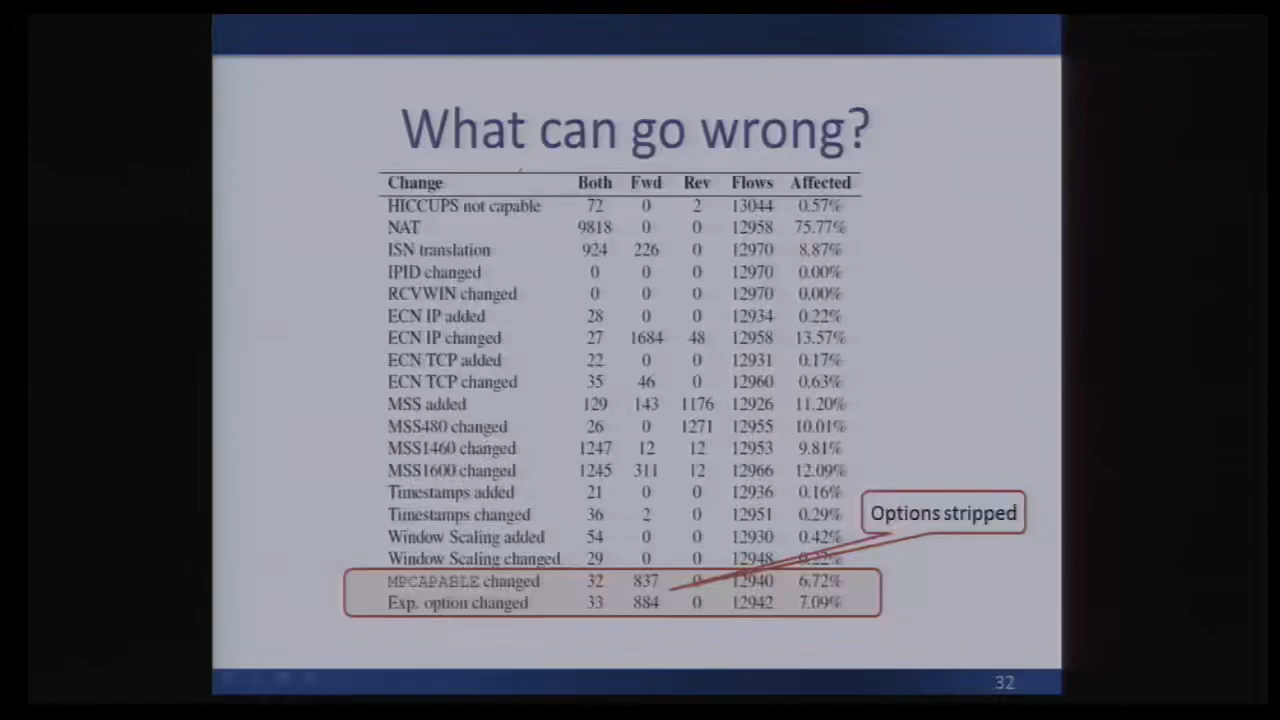 What can go wrong?
Change Both Fwd Rev Flows Affected
HICCUPS not capable 72 0 2 13044 0.57%
NAT 9818 0 0 12958 75.77%
ISN translation 924 226 0 12970 8.87%
IPID changed 0 0 0 12970 0.00%
RCVWIN changed 0 0 0 12970 0.00%
ECN IP added 28 0 0 12934 0.22%
ECN IP changed 27 1684 48 12958 13.57%
ECN TCP added 22 0 0 12931 0.17%
ECN TCP changed 35 46 0 12960 0.63%
MSS added 129 143 1176 12926 11.20%
MSS480 changed 26 0 1271 12955 10.01%
MSS1460 changed 1247 12 12 12953 9.81%
MSS1600 changed 1245 311 12 12966 12.09%
Timestamps added 21 0 0 12936 0.16%
Timestamps changed 36 2 0 12951 0.29%
Options stripped
Window Scaling added 54 0 0 12930 0.42%
Window Scaling changed 29 0 0 12948 0.22%
MPCAPABLE changed 32 837 0 12940 6.72%
Exp. option changed 33 884 0 12942 7.09%
32